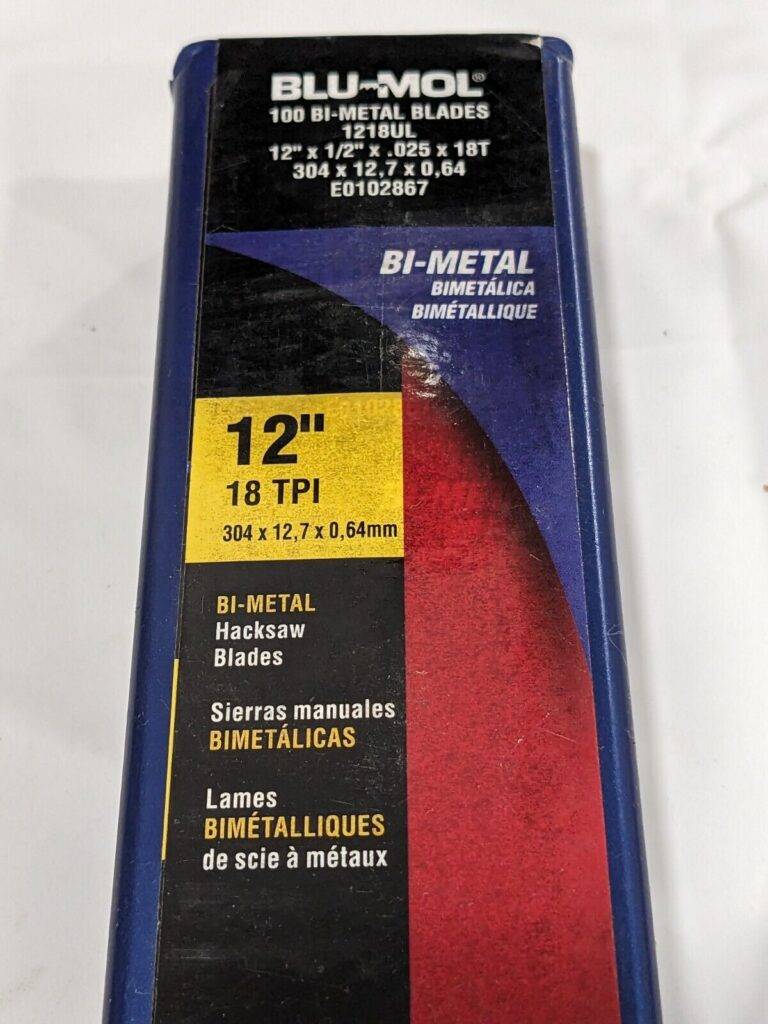 BLU-MOL®
100 BI-METAL BLADES
1218UL
12" x 1/2" x .025 x 18T
304 x 12,7 x 0,64
E0102867
BI-METAL
BIMETÁLICA
BIMÉTALLIQUE
12"
18 TPI
304 x 12,7 x 0,64mm
BI-METAL
Hacksaw
Blades
Sierras manuales
BIMETÁLICAS
Lames
BIMÉTALLIQUES
de scie à métaux